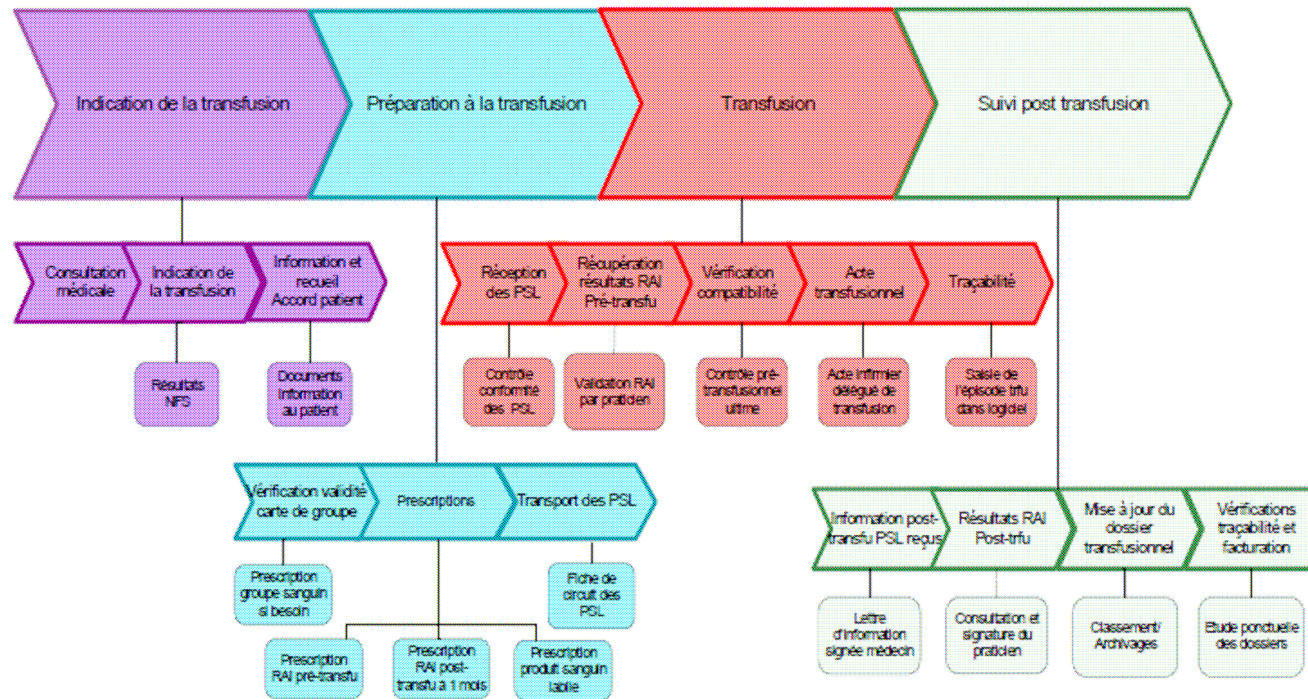 Indication de la transfusion
Préparation à la transfusion
Transfusion
Suivi post transfusion
Consultation
médicale
Indication de
la transfusion
Information et
recueil
Accord patient
Résultats
NFS
Documents
Information
au patient
Réception
des PSL
Récupération
résultats RAI
Pré-transfu
Vérification
compatibilité
Acte
transfusionnel
Traçabilité
Contrôle
conformité
des PSL
Validation RAI
par praticien
Contrôle pré-
transfusionnel
ultime
Acte infirmier
délégué de
transfusion
Saisie de
l'épisode trfu
dans logiciel
Vérification validité
carte de groupe
Prescriptions
Transport des PSL
Prescription
groupe sanguin
si besoin
Fiche de
circuit des
PSL
Prescription
RAI pré-transfu
Prescription
RAI post-
transfu à 1 mois
Prescription
produit sanguin
labile
Information post-
transfu PSL reçus
Résultats RAI
Post-trfu
Mise à jour du
dossier
transfusionnel
Vérifications
traçabilité et
facturation
Lettre
d'information
signée médecin
Consultation et
signature du
praticien
Classement/
Archivages
Etude ponctuelle
des dossiers